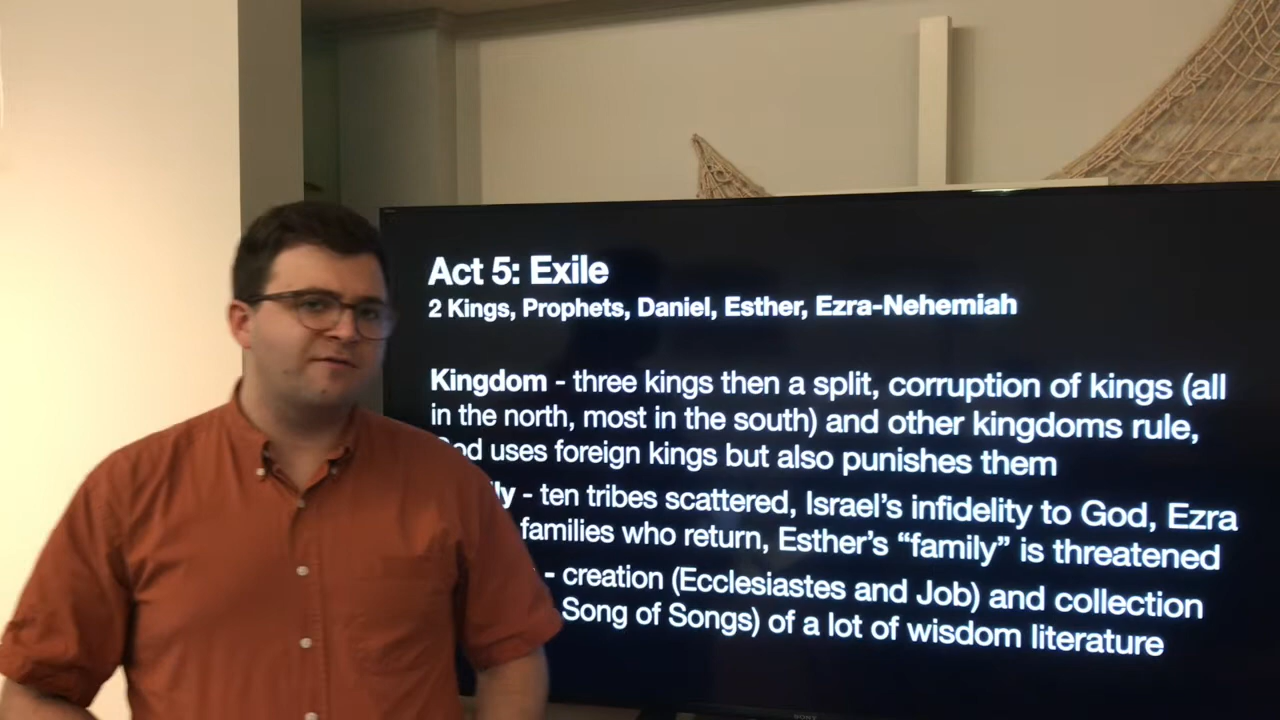 Act 5: Exile
2 Kings, Prophets, Daniel, Esther, Ezra-Nehemiah
Kingdom - three kings then a split, corruption of kings (all
in the north, most in the south) and other kingdoms rule,
God uses foreign kings but also punishes them
- ten tribes scattered, Israel's infidelity to God, Ezra
families who return, Esther's “family” is threatened
- creation (Ecclesiastes and Job) and collection
Song of Songs) of a lot of wisdom literature
SONY